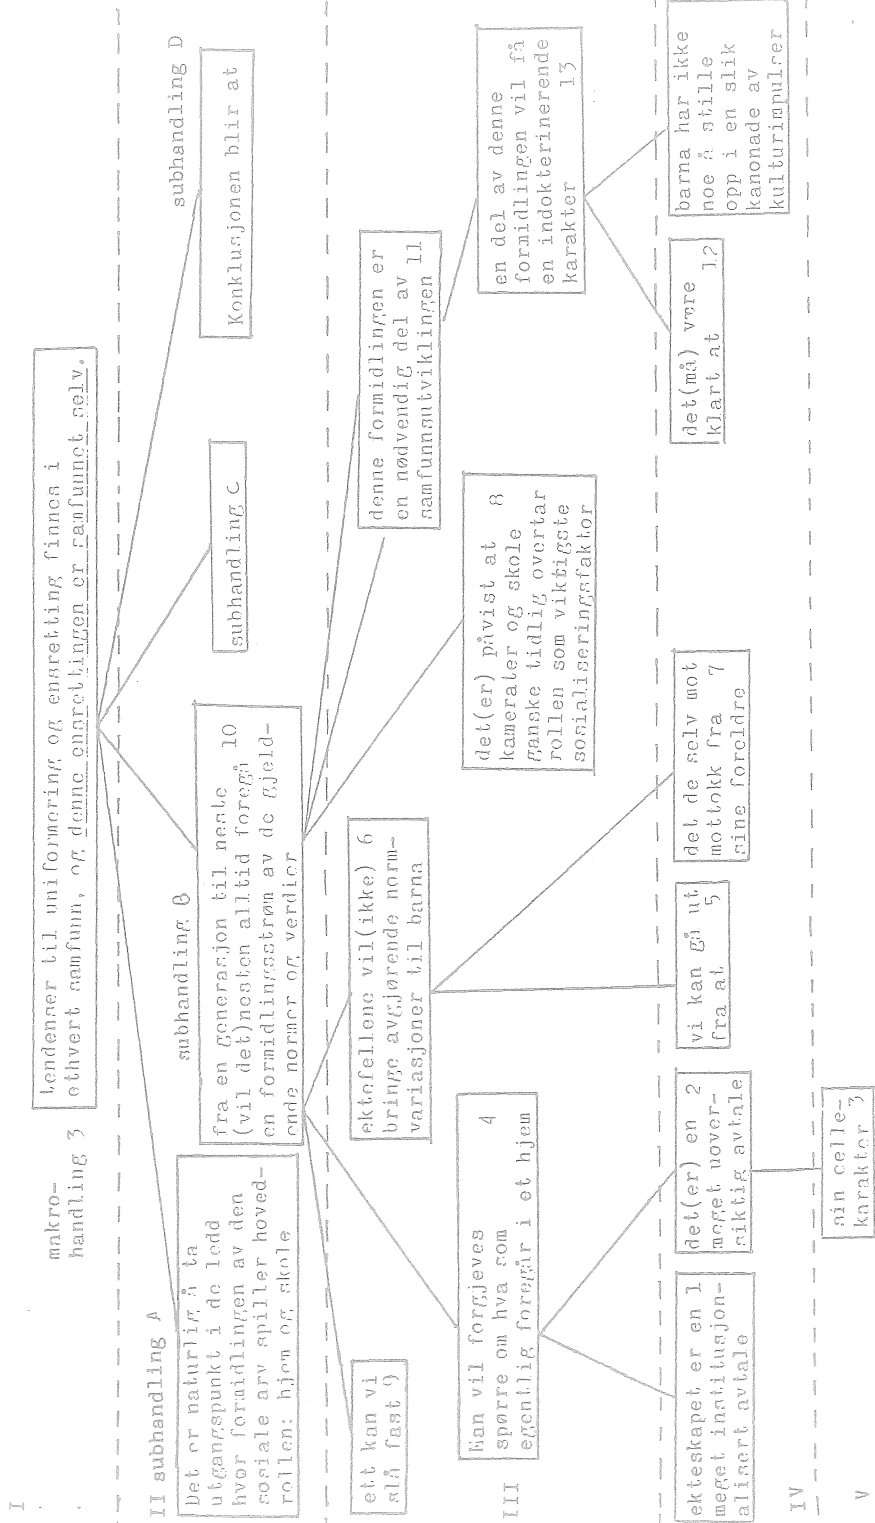 I
makro-
handling 3
tendenser til uniformering og ensretting finnes i
ethvert samfunn, og denne ensrettingen er samfunnet selv.
II subhandling A
Det er naturlig å ta
utgangspunkt i de ledd
hvor formidlingen av den
sosiale arv spiller hoved-
rollen: hjem og skole
subhandling B
fra en generasjon til neste
(vil det)nesten alltid foregå 10
en formidlingsstrøm av de gjeld-
ende normer og verdier
subhandling C
subhandling D
Konklusjonen blir at
ett kan vi
slå fast 9
ektefellene vil(ikke) 6
bringe avgjørende norm-
variasjoner til barna
denne formidlingen er
en nødvendig del av
samfunnsutviklingen 11
III
Man vil forgjeves
spørre om hva som 4
egentlig foregår i et hjem
det(er) påvist at 8
kamerater og skole
ganske tidlig overtar
rollen som viktigste
sosialiseringsfaktor
en del av denne
formidlingen vil få
en indokterinerende
karakter 13
ekteskapet er en 1
meget institusjon-
alisert avtale
det(er) en 2
meget uover-
siktig avtale
vi kan gå ut
fra at 5
det de selv mot
mottokk fra 7
sine foreldre
det(må) være
klart at 12
barna har ikke
noe å stille
opp i en slik
kanonade av
kulturimpulser
IV
sin celle-
karakter 3
V